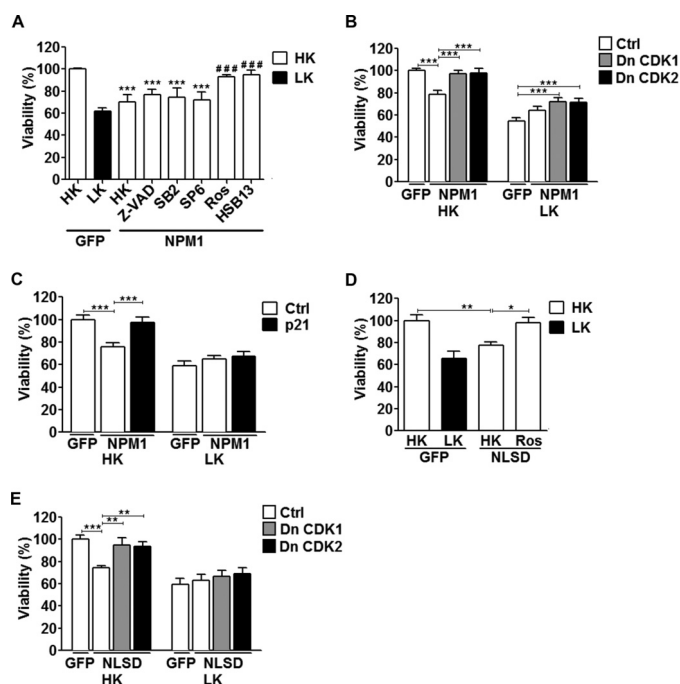 A
Viability (%)
120
100
80
60
40
20
0
*** *** *** *** ### ###
HK
LK
HK LK HK Z-VAD SB2 SP6 Ros HSB13
GFP NPM1
B
Viability (%)
120
100
80
60
40
20
0
***
*** ***
***
***
Ctrl
Dn CDK1
Dn CDK2
GFP NPM1 GFP NPM1
HK LK
C
Viability (%)
120
100
80
60
40
20
0
*** ***
Ctrl
p21
GFP NPM1 GFP NPM1
HK LK
D
Viability (%)
120
100
80
60
40
20
0
** *
HK
LK
HK LK HK Ros
GFP NLSD
E
Viability (%)
120
100
80
60
40
20
0
**
*** **
Ctrl
Dn CDK1
Dn CDK2
GFP NLSD GFP NLSD
HK LK